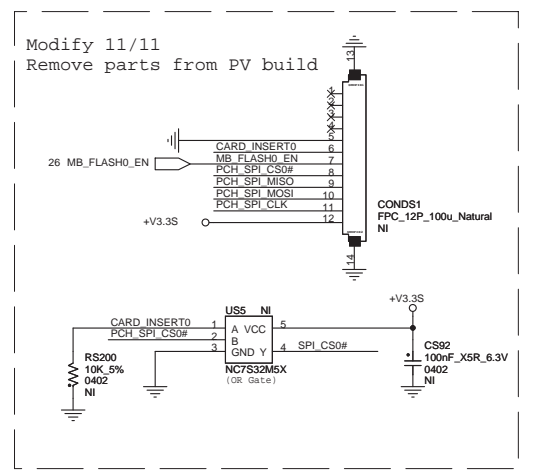 Modify 11/11
Remove parts from PV build
13
1
2
3
4
5
CARD_INSERT0 6
26 MB_FLASH0_EN MB_FLASH0_EN 7
PCH_SPI_CS0# 8
PCH_SPI_MISO 9
PCH_SPI_MOSI 10
PCH_SPI_CLK 11
+V3.3S 12
CONDS1
FPC_12P_100u_Natural
NI
14
+V3.3S
US5 NI
CARD_INSERT0 1 A VCC 5
PCH_SPI_CS0# 2 B
3 GND Y 4 SPI_CS0#
NC7S32M5X
(OR Gate)
RS200
10K_5%
0402
NI
CS92
100nF_X5R_6.3V
0402
NI